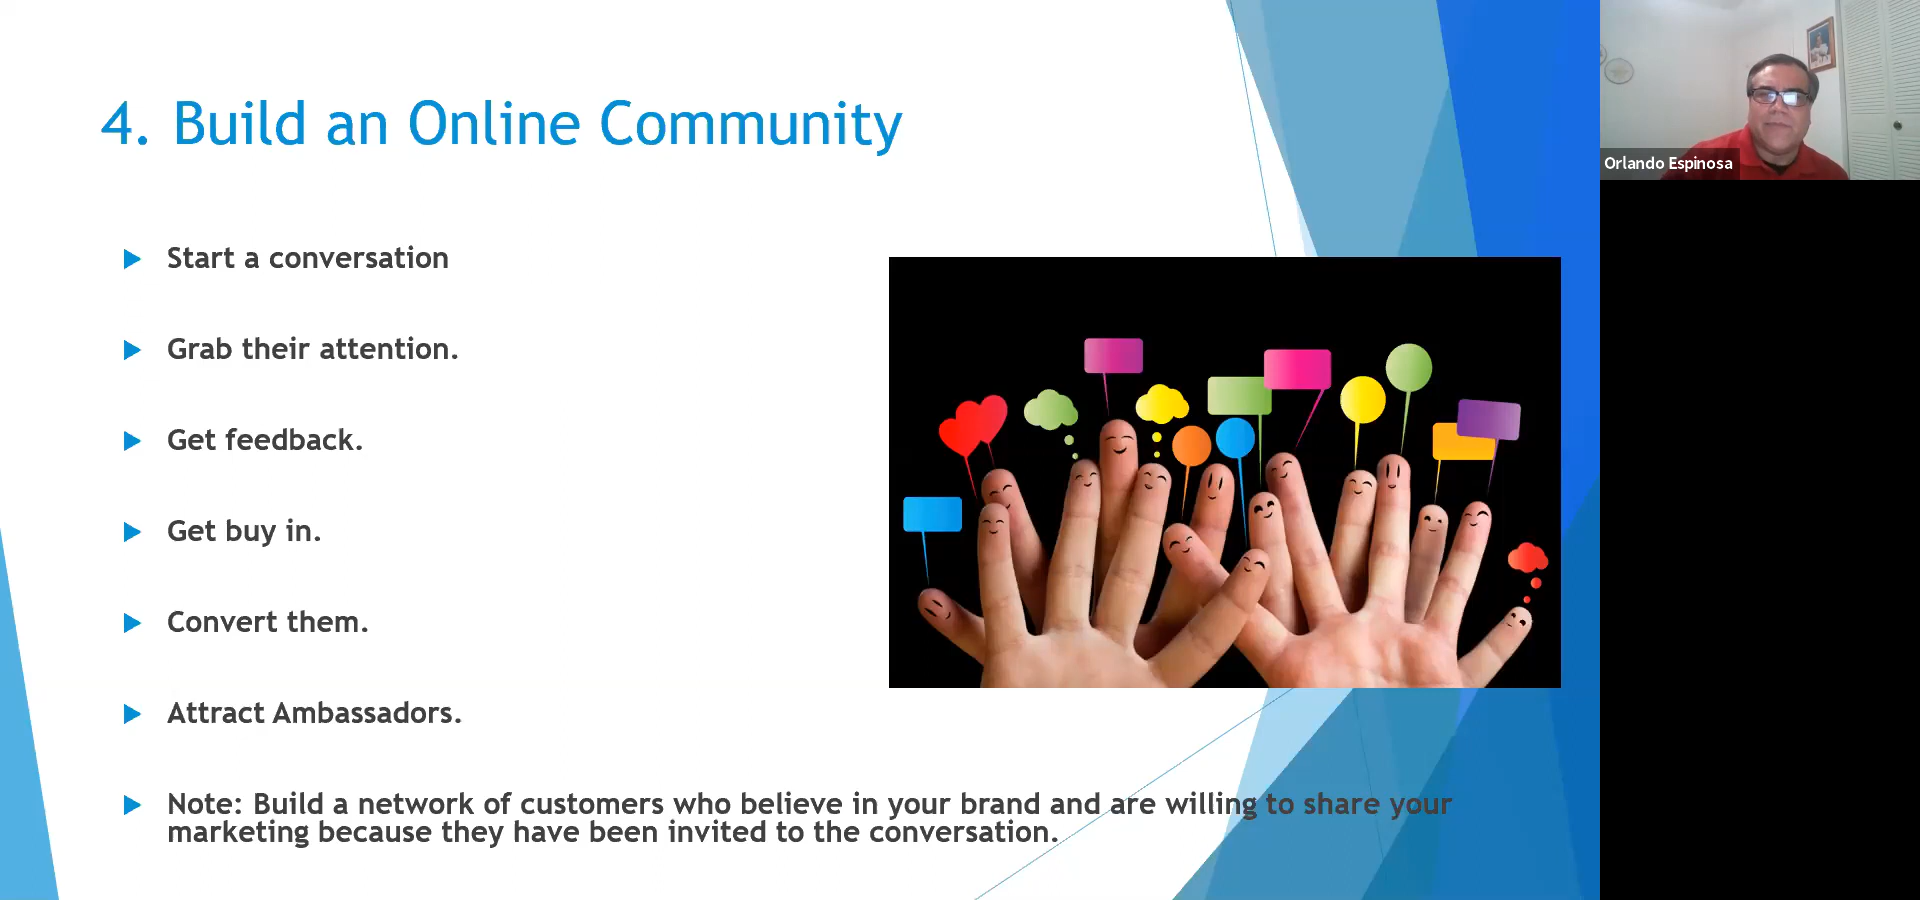 4. Build an Online Community
Start a conversation
Grab their attention.
Get feedback.
Get buy in.
Convert them.
Attract Ambassadors.
Note: Build a network of customers who believe in your brand and are willing to share your
marketing because they have been invited to the conversation.
Orlando Espinosa